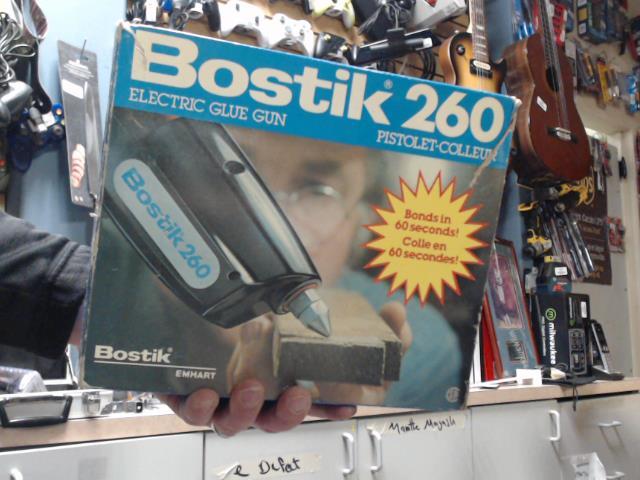 Bostik® 260
ELECTRIC GLUE GUN
PISTOLET-COLLEUR
Bostik 260
Bonds in
60 seconds!
Colle en
60 secondes!
Bostik®
EMHART
milwaukee